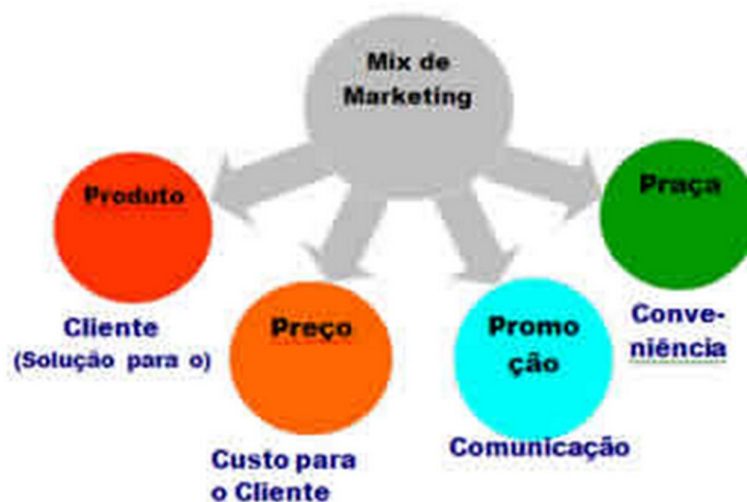 Mix de
Marketing
Produto
Cliente
(Solução para o)
Preço
Custo para
o Cliente
Promo
ção
Comunicação
Praça
Conve-
niência